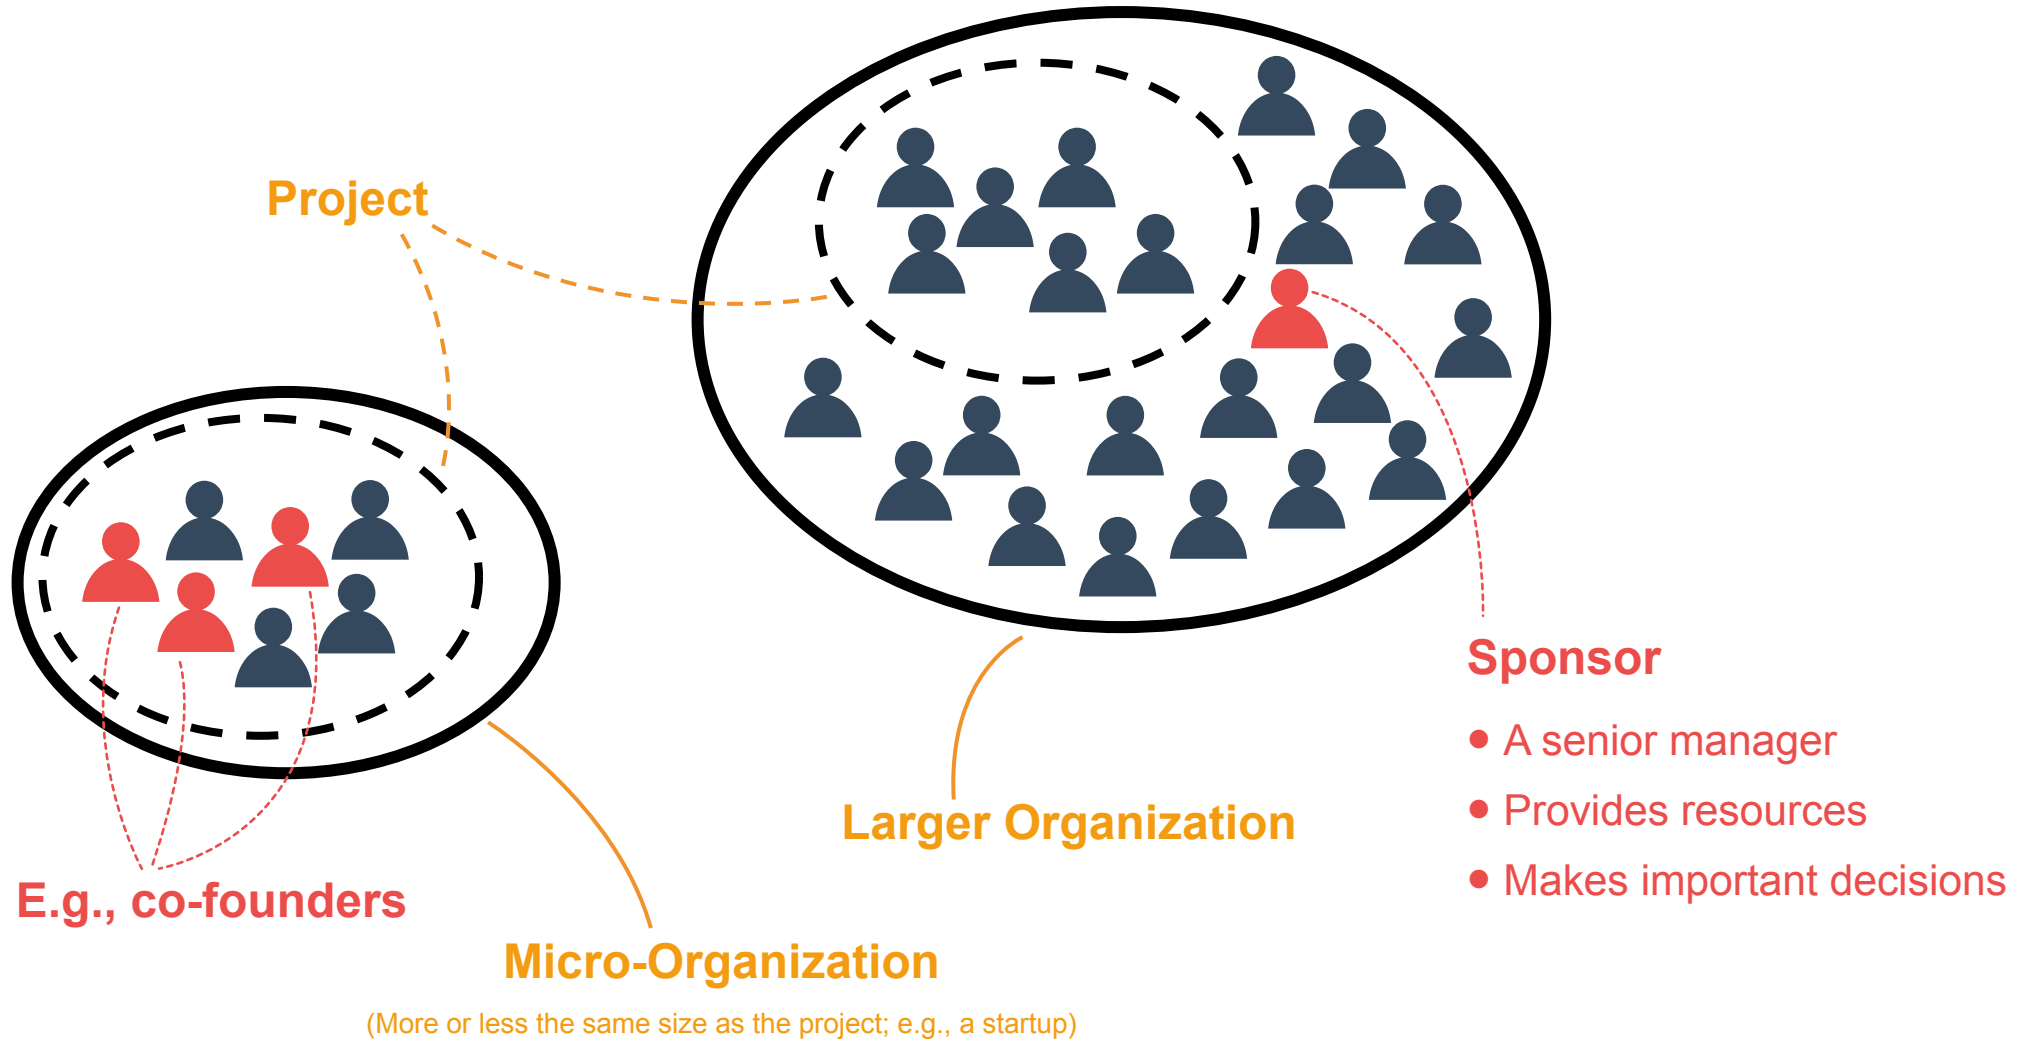 Project
Sponsor
• A senior manager
• Provides resources
• Makes important decisions
Larger Organization
E.g., co-founders
Micro-Organization
(More or less the same size as the project; e.g., a startup)